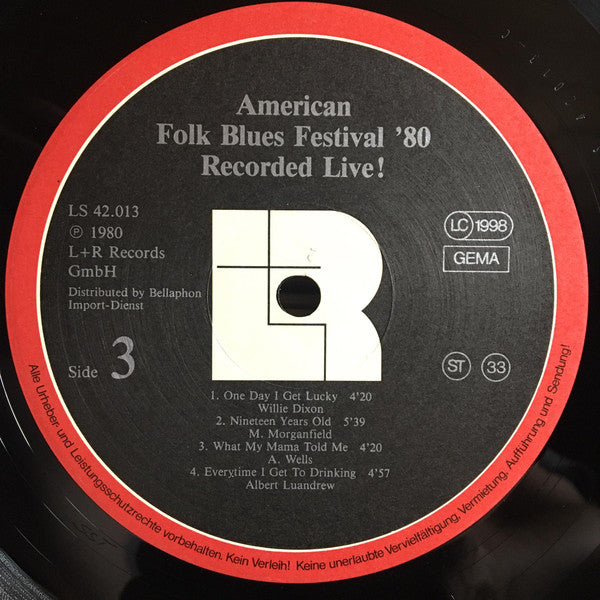 American
Folk Blues Festival '80
Recorded Live!
LS 42.013
℗ 1980
L+R Records
GmbH
Distributed by Bellaphon
Import-Dienst
LC 1998
GEMA
LR
Side 3
ST 33
1. One Day I Get Lucky 4'20
Willie Dixon
2. Nineteen Years Old 5'39
M. Morganfield
3. What My Mama Told Me 4'20
A. Wells
4. Everytime I Get To Drinking 4'57
Albert Luandrew
Alle Urheber- und Leistungsschutzrechte vorbehalten. Kein Verleih! Keine unerlaubte Vervielfältigung, Vermietung, Aufführung und Sendung!